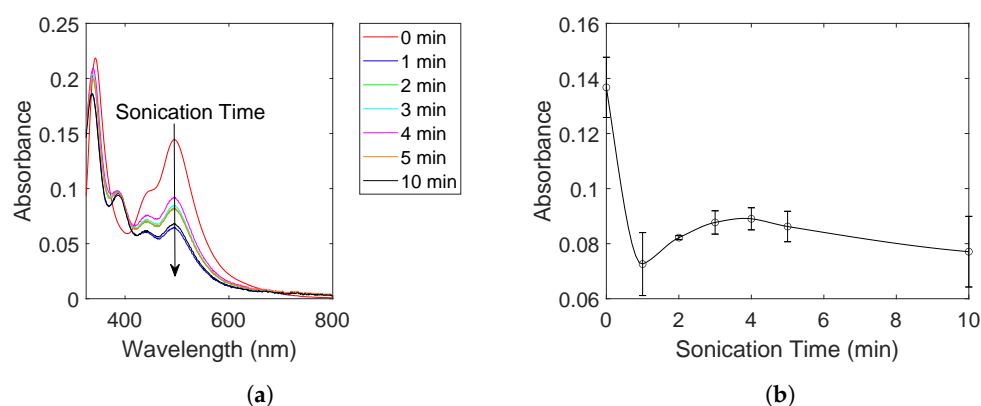 0.25
0.2
0.15
0.1
0.05
0
Absorbance
400
600
800
Wavelength (nm)
Sonication Time
0 min
1 min
2 min
3 min
4 min
5 min
10 min
(a)
0.16
0.14
0.12
0.1
0.08
0.06
Absorbance
0
2
4
6
8
10
Sonication Time (min)
(b)